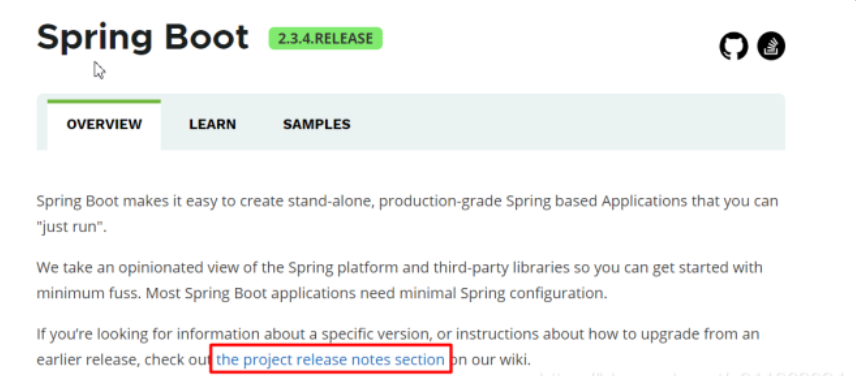 Spring Boot 2.3.4.RELEASE
OVERVIEW LEARN SAMPLES
Spring Boot makes it easy to create stand-alone, production-grade Spring based Applications that you can
"just run".
We take an opinionated view of the Spring platform and third-party libraries so you can get started with
minimum fuss. Most Spring Boot applications need minimal Spring configuration.
If you're looking for information about a specific version, or instructions about how to upgrade from an
earlier release, check out the project release notes section on our wiki.